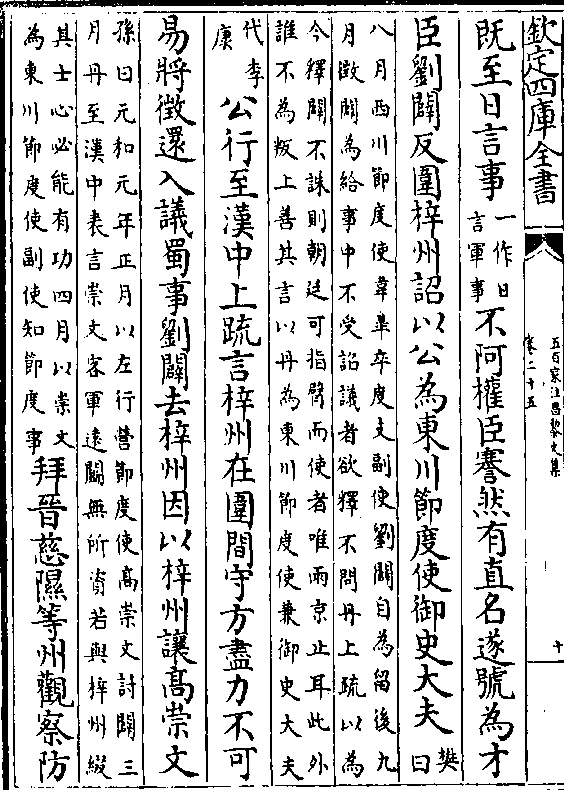 欽定四庫全書
五百家注昌黎文集
卷二十五
十
既至日言事一作日言軍事不阿權臣謇然有直名遂號為才
臣劉闢反圍梓州詔以公為東川節度使御史大夫樊曰
八月西川節度使韋臯卒度支副使劉闢自為留後九
月徵闢為給事中不受詔議者欲釋不問丹上疏以為
今釋闢不誅則朝廷可指臂而使者唯兩京止耳此外
誰不為叛上善其言以丹為東川節度使兼御史大夫
代李康公行至漢中上疏言梓州在圍間守方盡力不可
易將徵還入議蜀事劉闢去梓州因以梓州讓髙崇文
孫曰元和元年正月以左行營節度使髙崇文討闢三
月丹至漢中表言崇文客軍遠鬭無所資若與梓州綴
其士心必能有功四月以崇文
為東川節度使副使知節度事拜晉慈隰等州觀察防